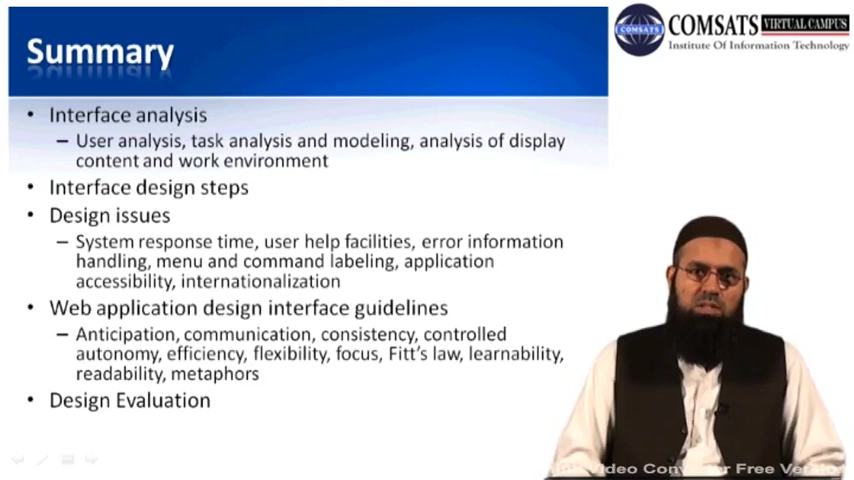 Summary
COMSATS VIRTUAL CAMPUS
COMSATS
Institute Of Information Technology
• Interface analysis
– User analysis, task analysis and modeling, analysis of display
content and work environment
• Interface design steps
• Design issues
– System response time, user help facilities, error information
handling, menu and command labeling, application
accessibility, internationalization
• Web application design interface guidelines
– Anticipation, communication, consistency, controlled
autonomy, efficiency, flexibility, focus, Fitt's law, learnability,
readability, metaphors
• Design Evaluation
Video Free